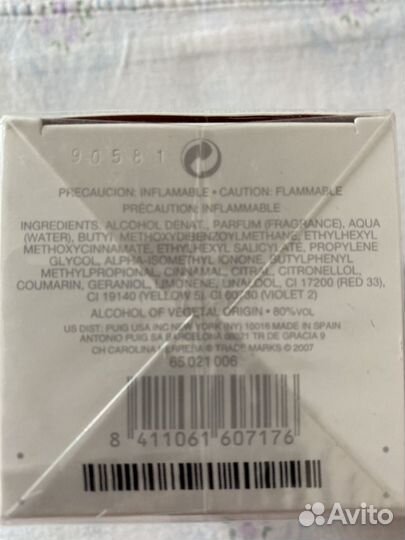 90581
PRECAUCION: INFLAMABLE • CAUTION: FLAMMABLE
PRÉCAUTION: INFLAMMABLE
INGREDIENTS. ALCOHOL DENAT., PARFUM (FRAGRANCE), AQUA
(WATER), BUTYL METHOXYDIBENZOYLMETHANE, ETHYLHEXYL
METHOXYCINNAMATE, ETHYLHEXYL SALICYLATE, PROPYLENE
GLYCOL, ALPHA-ISOMETHYL IONONE, BUTYLPHENYL
METHYLPROPIONAL, CINNAMAL, CITRAL, CITRONELLOL,
COUMARIN, GERANIOL, LIMONENE, LINALOOL, CI 17200 (RED 33),
CI 19140 (YELLOW 5), CI 60730 (VIOLET 2)
ALCOHOL OF VEGETAL ORIGIN • 80%VOL
US DIST: PUIG USA INC NEW YORK (NY) 10016 MADE IN SPAIN
ANTONIO PUIG SA BARCELONA 08021 TR DE GRACIA 9
CH CAROLINA HERRERA © TRADE MARKS © 2007
65021006
8 411061 607176
Avito